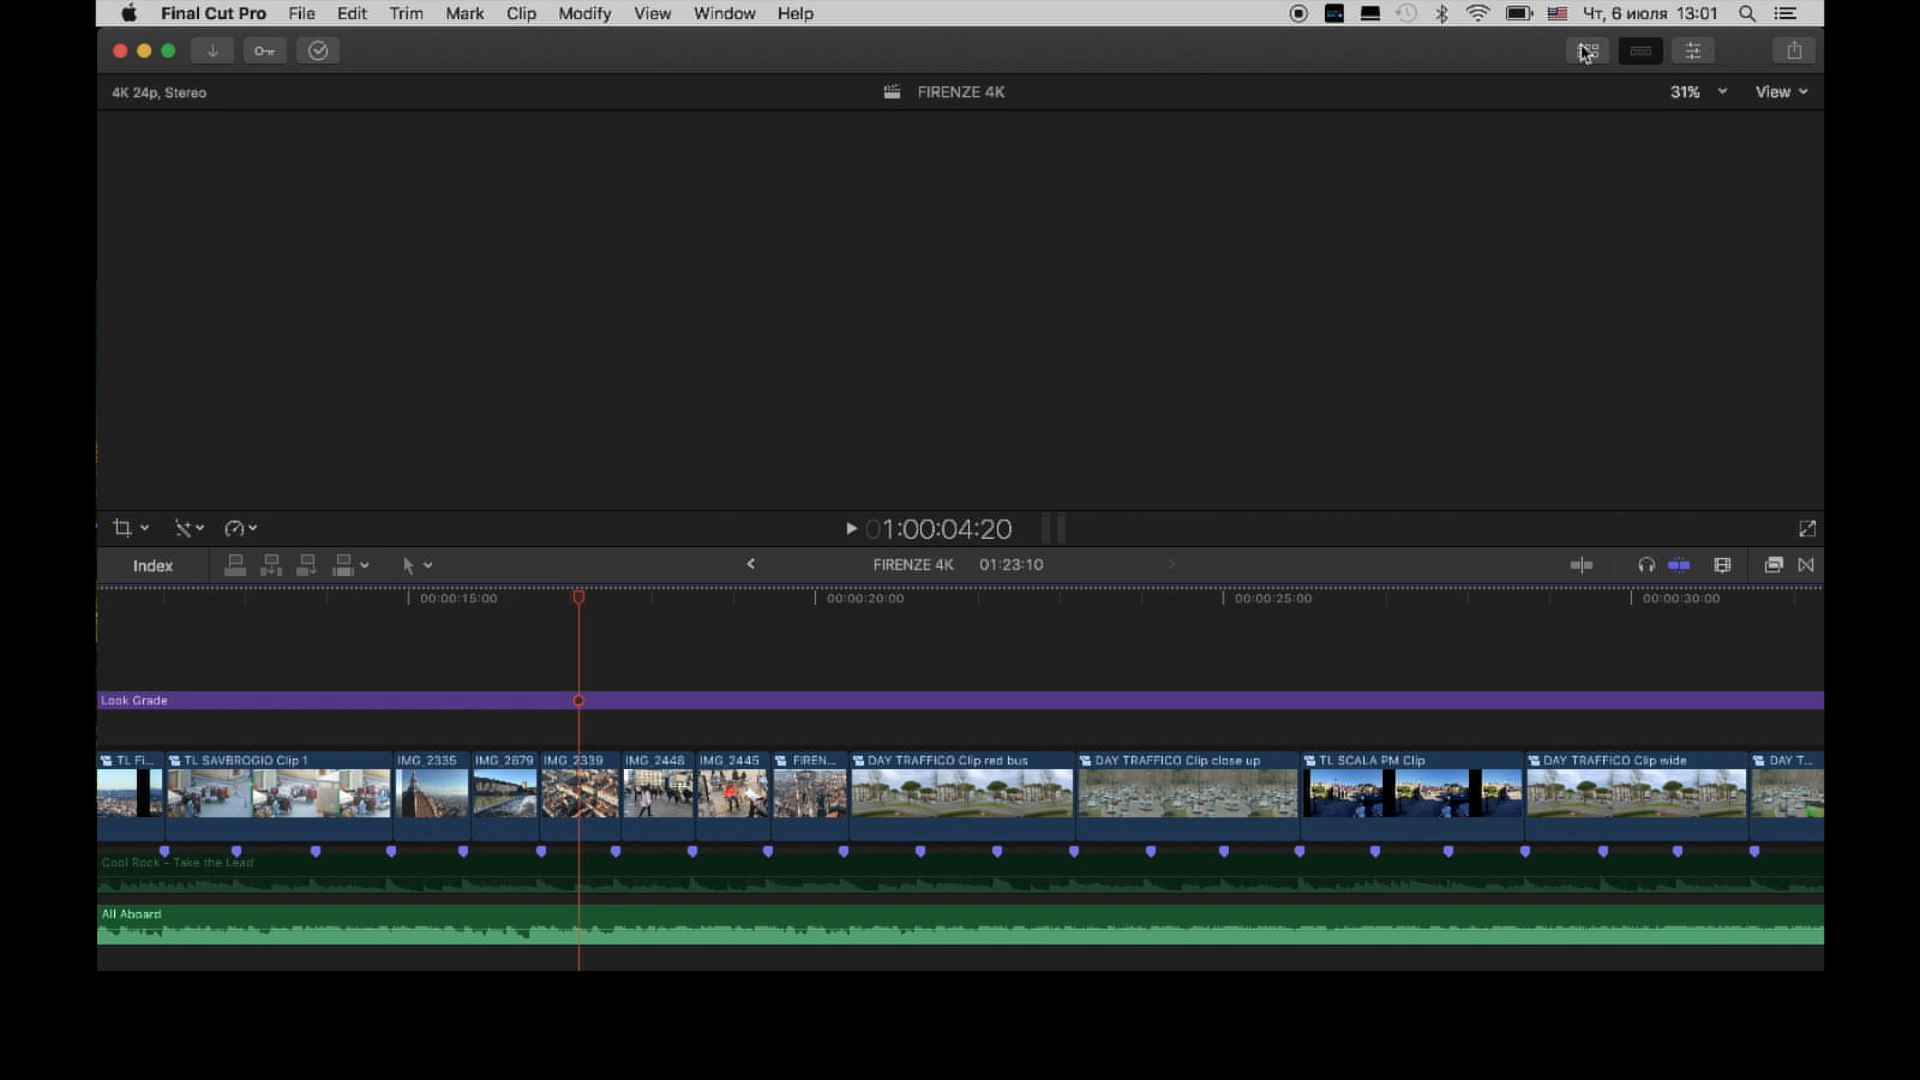 Final Cut Pro File Edit Trim Mark Clip Modify View Window Help Чт, 6 июля 13:01
4K 24p, Stereo FIRENZE 4K 31% View
01:00:04:20
Index FIRENZE 4K 01:23:10
00:00:15:00 00:00:20:00 00:00:25:00 00:00:30:00
Look Grade
TL Fi... TL SAVBROGIO Clip 1 IMG_2335 IMG_2679 IMG_2339 IMG_2448 IMG_2445 FIREN... DAY TRAFFICO Clip red bus DAY TRAFFICO Clip close up TL SCALA PM Clip DAY TRAFFICO Clip wide DAY T...
Cool Rock - Take the Lead
All Aboard